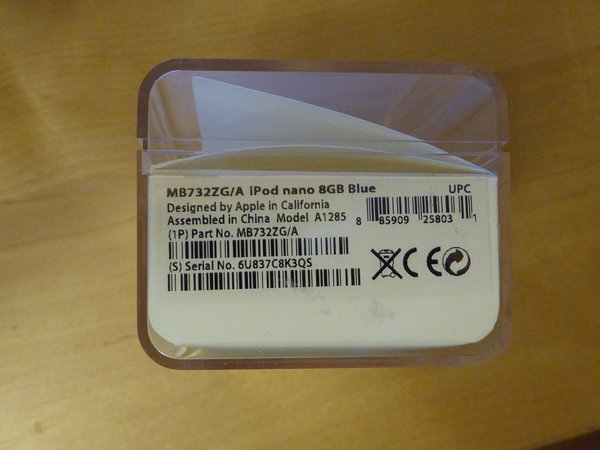 MB732ZG/A iPod nano 8GB Blue
UPC
Designed by Apple in California
Assembled in China Model A1285
8 85909 25803 1
(1P) Part No. MB732ZG/A
(S) Serial No. 6U837C8K3QS
CE